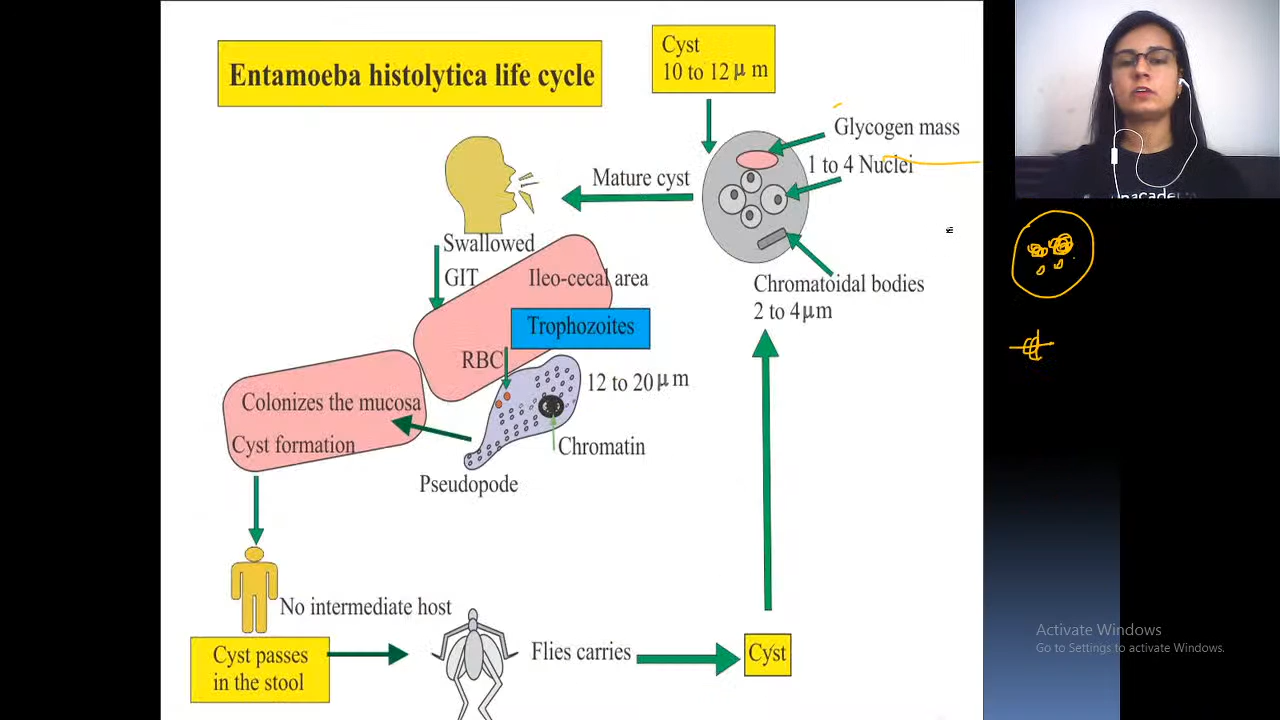 Entamoeba histolytica life cycle
Cyst
10 to 12 μ m
Glycogen mass
1 to 4 Nuclei
Mature cyst
Swallowed
GIT
Ileo-cecal area
Chromatoidal bodies
2 to 4μm
Trophozoites
RBC
12 to 20 μ m
Colonizes the mucosa
Cyst formation
Chromatin
Pseudopode
No intermediate host
Cyst passes
in the stool
Flies carries
Cyst
Activate Windows
Go to Settings to activate Windows.